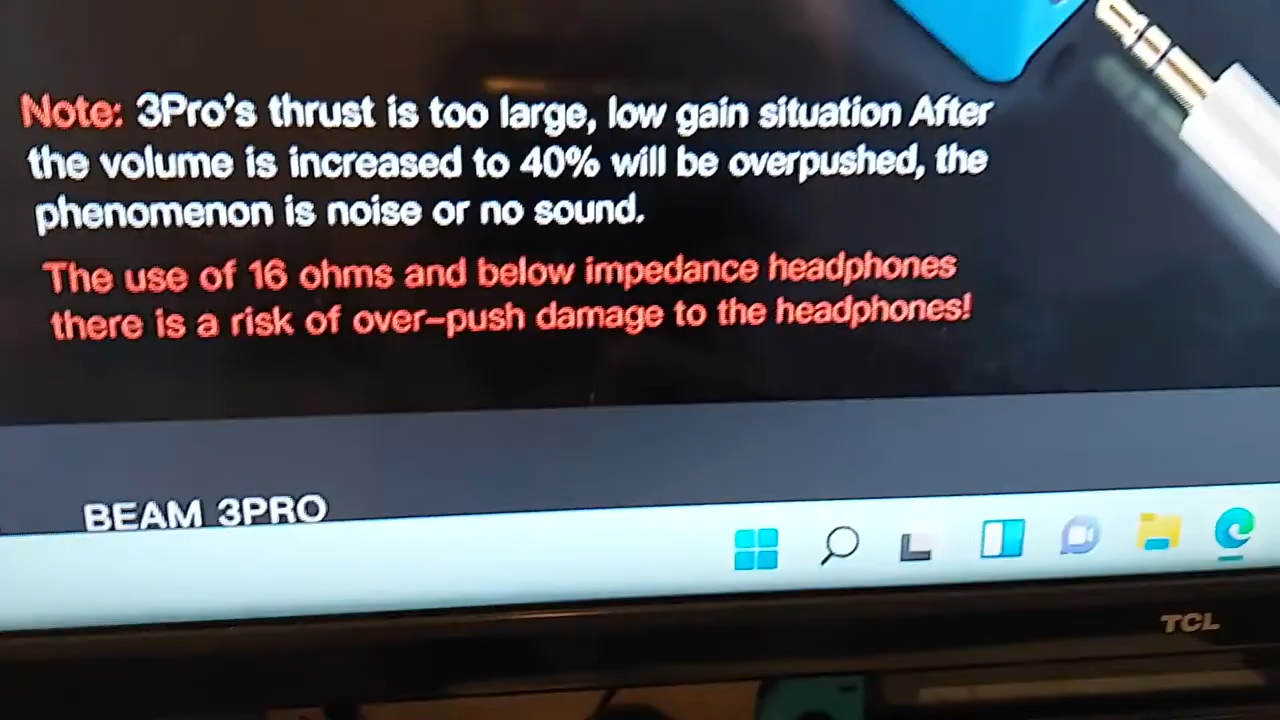 Note: 3Pro's thrust is too large, low gain situation After
the volume is increased to 40% will be overpushed, the
phenomenon is noise or no sound.
The use of 16 ohms and below impedance headphones
there is a risk of over-push damage to the headphones!
BEAM 3PRO
TCL